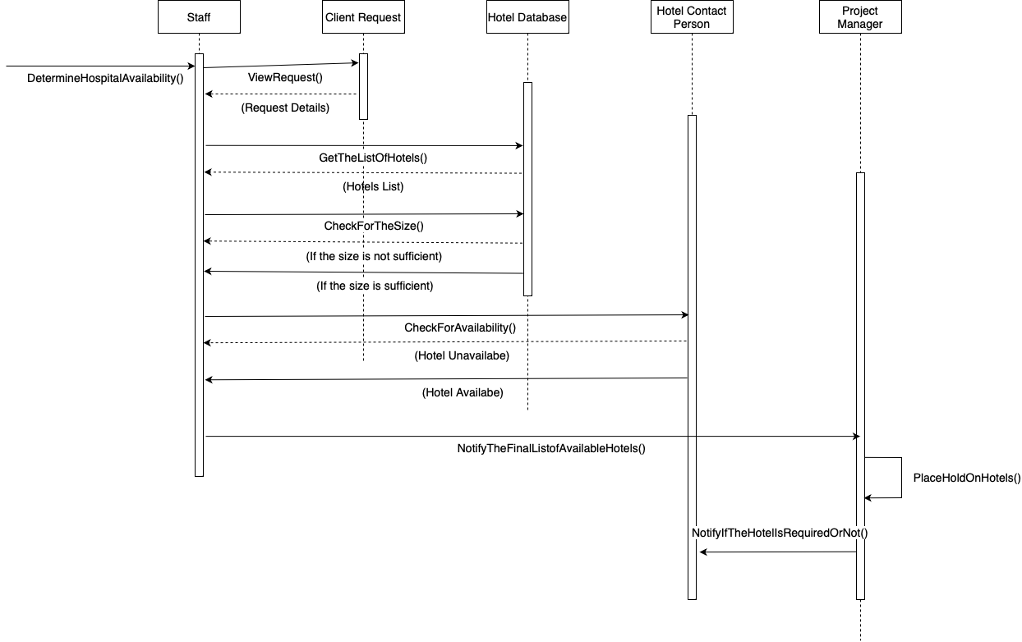 Staff
Client Request
Hotel Database
Hotel Contact
Person
Project
Manager
DetermineHospitalAvailability()
ViewRequest()
(Request Details)
GetTheListOfHotels()
(Hotels List)
CheckForTheSize()
(If the size is not sufficient)
(If the size is sufficient)
CheckForAvailability()
(Hotel Unavailabe)
(Hotel Availabe)
NotifyTheFinalListofAvailableHotels()
PlaceHoldOnHotels()
NotifyIfTheHotelIsRequiredOrNot()